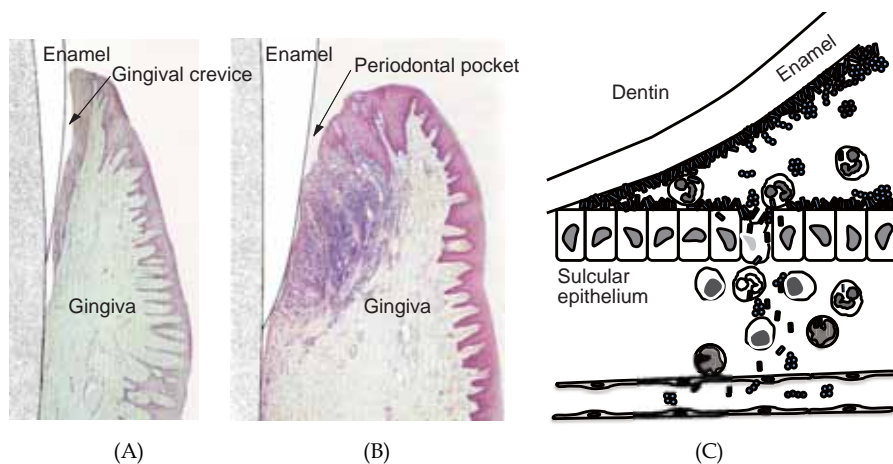 Enamel
Gingival crevice
Gingiva
(A)
Enamel
Periodontal pocket
Gingiva
(B)
Dentin
Enamel
Sulcular
epithelium
(C)